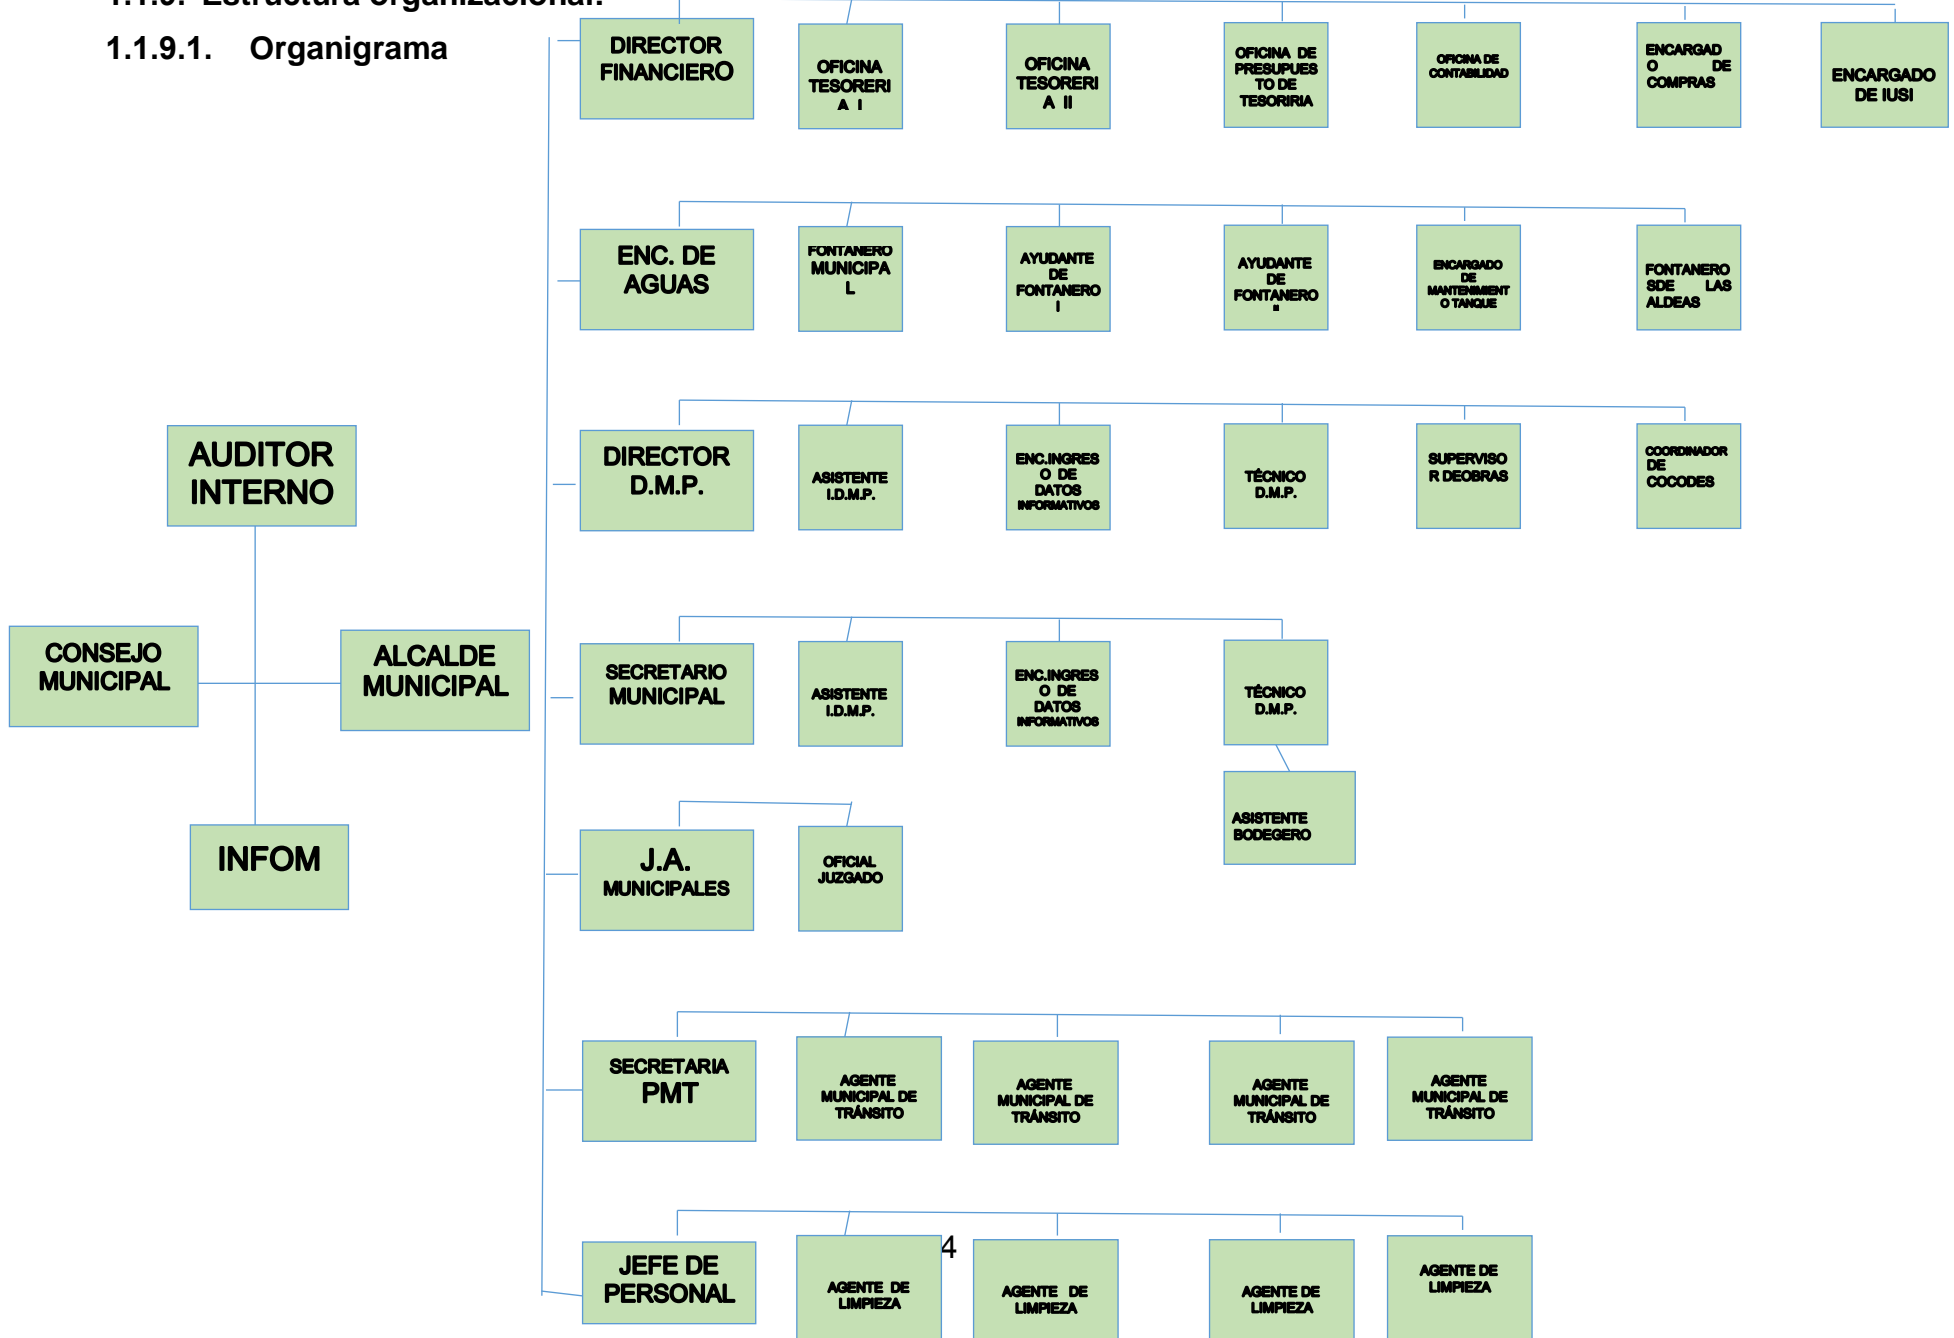 1.1.9. Estructura organizacional.
1.1.9.1. Organigrama
DIRECTOR
FINANCIERO
OFICINA
TESORERI
A I
OFICINA
TESORERI
A II
OFICINA DE
PRESUPUES
TO DE
TESORIRIA
OFICINA DE
CONTABILIDAD
ENCARGAD
O DE
COMPRAS
ENCARGADO
DE IUSI
ENC. DE
AGUAS
FONTANERO
MUNICIPA
L
AYUDANTE
DE
FONTANERO
I
AYUDANTE
DE
FONTANERO
II
ENCARGADO
DE
MANTENIMIENT
O TANQUE
FONTANERO
SDE LAS
ALDEAS
DIRECTOR
D.M.P.
ASISTENTE
I.D.M.P.
ENC.INGRES
O DE
DATOS
INFORMATIVOS
TÉCNICO
D.M.P.
SUPERVISO
R DEOBRAS
COORDINADOR
DE
COCODES
AUDITOR
INTERNO
CONSEJO
MUNICIPAL
ALCALDE
MUNICIPAL
INFOM
SECRETARIO
MUNICIPAL
ASISTENTE
I.D.M.P.
ENC.INGRES
O DE
DATOS
INFORMATIVOS
TÉCNICO
D.M.P.
ASISTENTE
BODEGERO
J.A.
MUNICIPALES
OFICIAL
JUZGADO
SECRETARIA
PMT
AGENTE
MUNICIPAL DE
TRÁNSITO
AGENTE
MUNICIPAL DE
TRÁNSITO
AGENTE
MUNICIPAL DE
TRÁNSITO
AGENTE
MUNICIPAL DE
TRÁNSITO
JEFE DE
PERSONAL
AGENTE DE
LIMPIEZA
AGENTE DE
LIMPIEZA
AGENTE DE
LIMPIEZA
AGENTE DE
LIMPIEZA
4